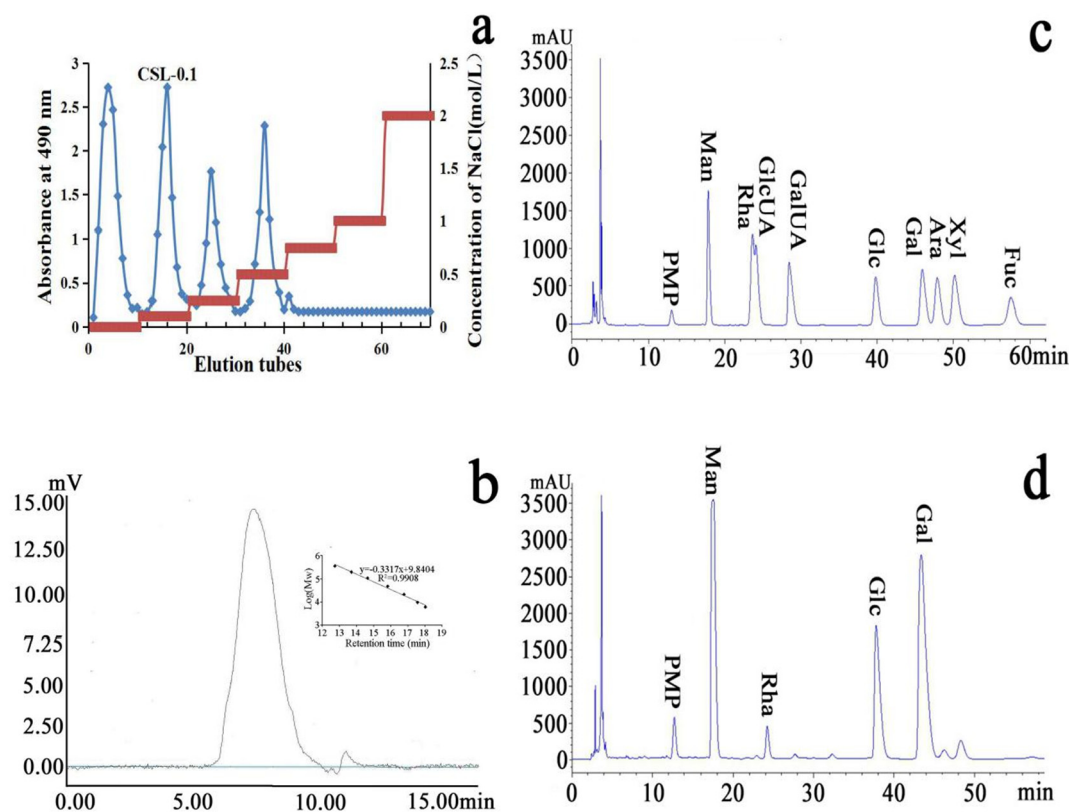 a
CSL-0.1
Absorbance at 490 nm
3
2.5
2
1.5
1
0.5
0
2.5
2
1.5
1
0.5
0
Concentration of NaCl(mol/L)
0 20 40 60
Elution tubes
c
mAU
3500
3000
2500
2000
1500
1000
500
0
PMP
Man
Rha
GlcUA
GalUA
Glc
Gal
Ara
Xyl
Fuc
0 10 20 30 40 50 60min
b
mV
15.00
12.50
10.00
7.25
5.00
2.50
0.00
0.00 5.00 10.00 15.00min
Log(Mw)
6
5
4
3
y=-0.3317x+9.8404
R²=0.9908
12 13 14 15 16 17 18 19
Retention time (min)
d
mAU
3500
3000
2500
2000
1500
1000
500
0
PMP
Man
Rha
Glc
Gal
0 10 20 30 40 50 min